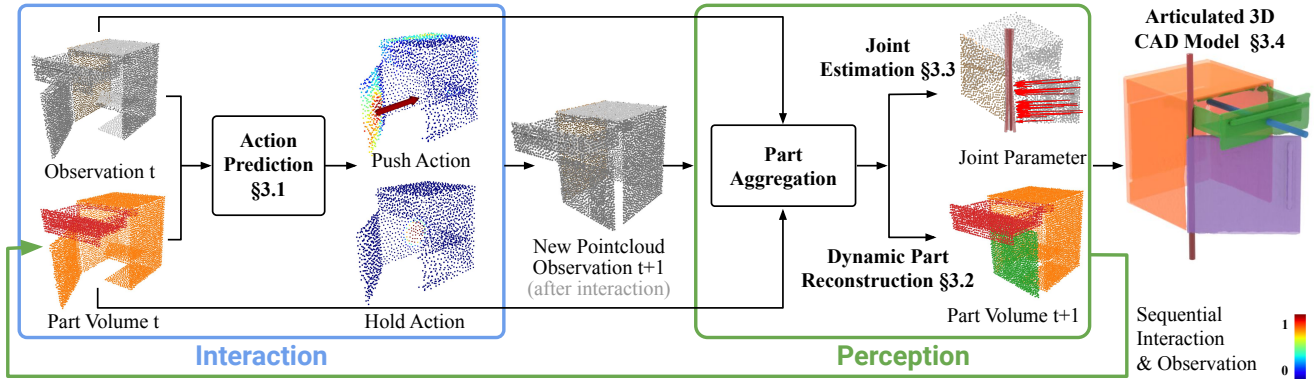 Observation t
Part Volume t
Action
Prediction
§3.1
Push Action
Hold Action
Interaction
New Pointcloud
Observation t+1
(after interaction)
Part
Aggregation
Joint
Estimation §3.3
Joint Parameter
Dynamic Part
Reconstruction §3.2
Part Volume t+1
Perception
Articulated 3D
CAD Model §3.4
Sequential
Interaction
& Observation
1
0